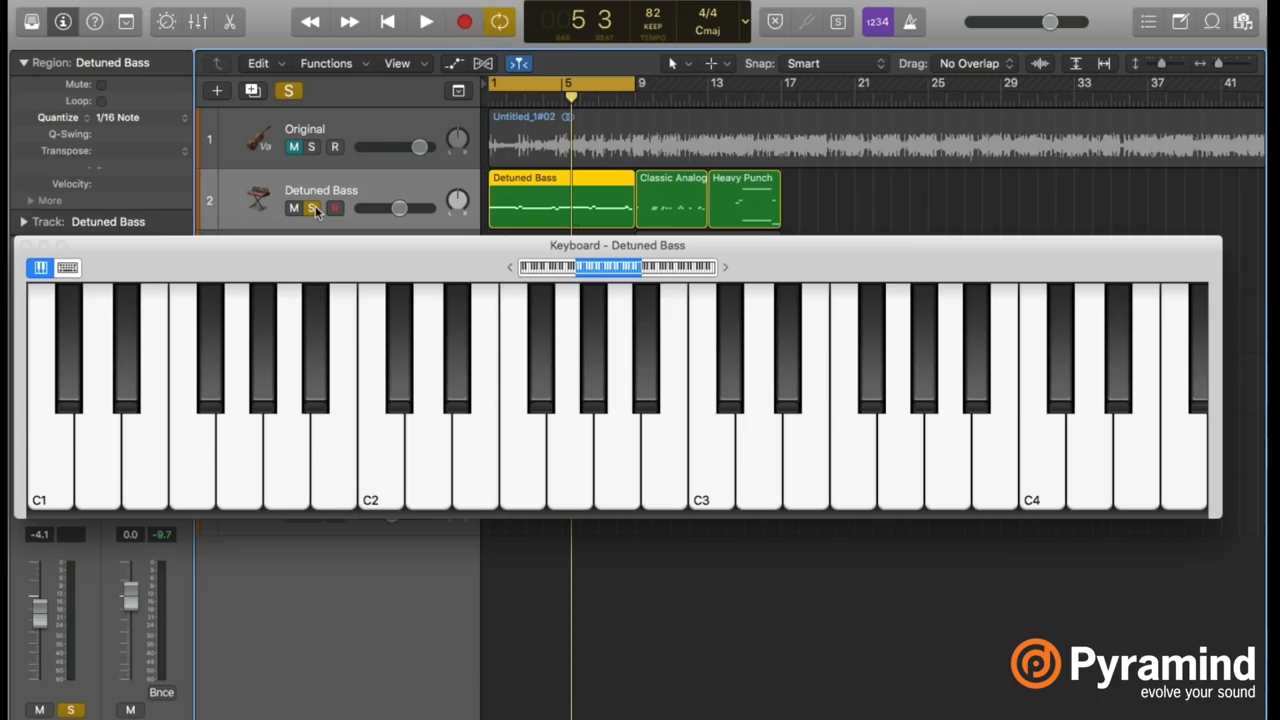 5 3
BAR BEAT
82
KEEP
TEMPO
4/4
Cmaj
S
1234
Region: Detuned Bass
Mute:
Loop:
Quantize 1/16 Note
Q-Swing:
Transpose:
- -
Velocity:
More
Track: Detuned Bass
Edit Functions View
Snap: Smart Drag: No Overlap
S
1 5 9 13 17 21 25 29 33 37 41
1 Original
Va M S R
Untitled_1#02
2 Detuned Bass
M S R
Detuned Bass Classic Analog Heavy Punch
Keyboard - Detuned Bass
C1 C2 C3 C4
-4.1 0.0 -9.7
Bnce
M S M
Pyramind
evolve your sound